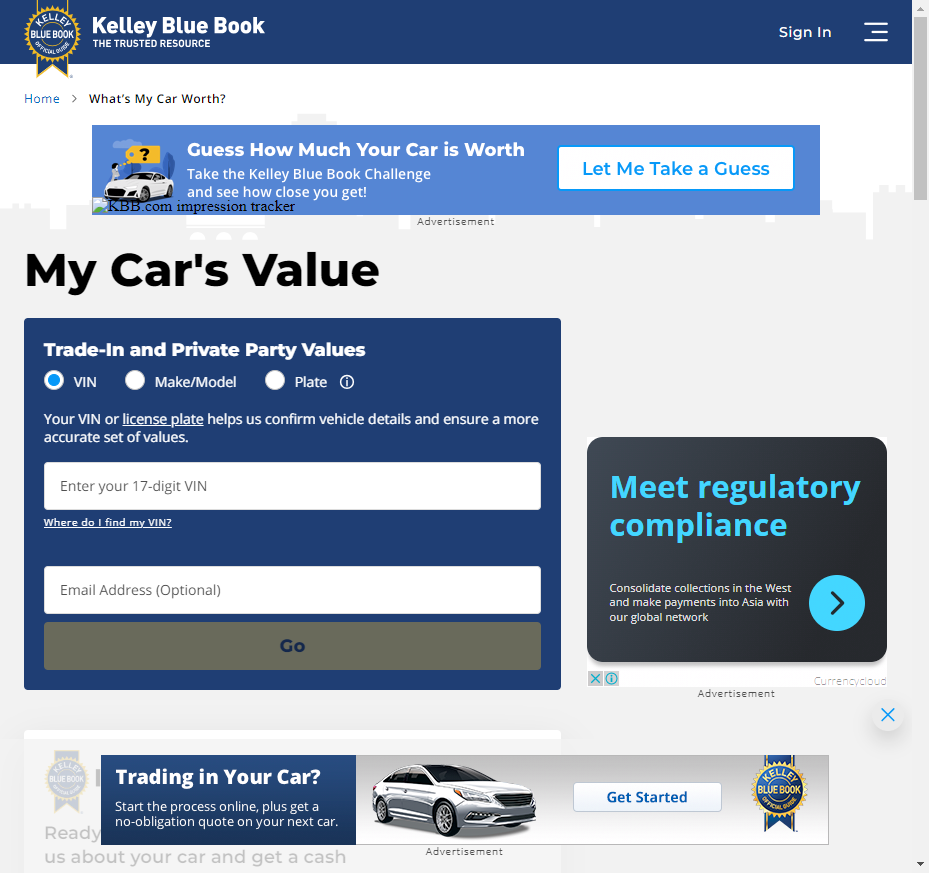 KELLEY
BLUE BOOK
OFFICIAL GUIDE
Kelley Blue Book
THE TRUSTED RESOURCE
Sign In
Home > What's My Car Worth?
?
Guess How Much Your Car is Worth
Take the Kelley Blue Book Challenge
and see how close you get!
Let Me Take a Guess
KBB.com impression tracker
Advertisement
My Car's Value
Trade-In and Private Party Values
VIN Make/Model Plate
Your VIN or license plate helps us confirm vehicle details and ensure a more
accurate set of values.
Enter your 17-digit VIN
Where do I find my VIN?
Email Address (Optional)
Go
Meet regulatory
compliance
Consolidate collections in the West
and make payments into Asia with
our global network
Currencycloud
Advertisement
KELLEY
BLUE BOOK
Trading in Your Car?
Start the process online, plus get a
no-obligation quote on your next car.
Get Started
KELLEY
BLUE BOOK
OFFICIAL GUIDE
Ready
us about your car and get a cash
Advertisement